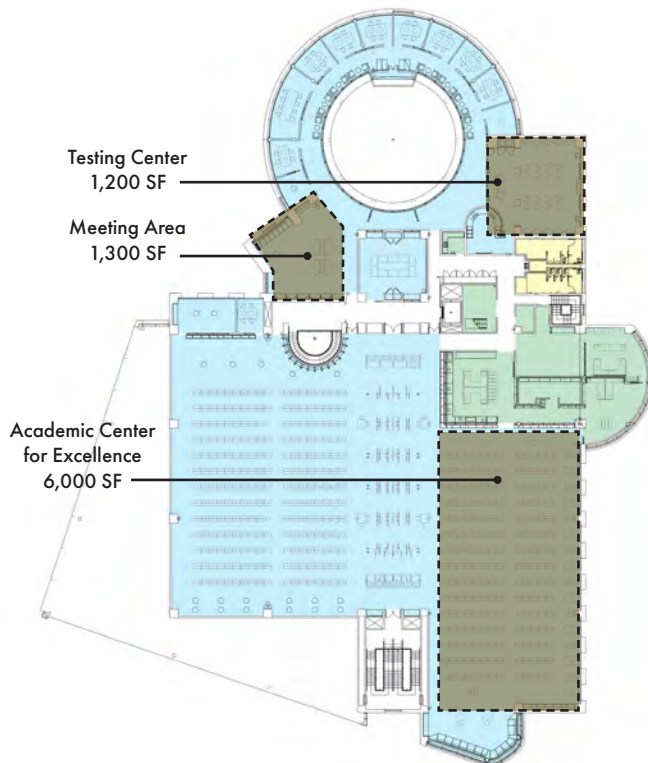 Testing Center
1,200 SF
Meeting Area
1,300 SF
Academic Center
for Excellence
6,000 SF